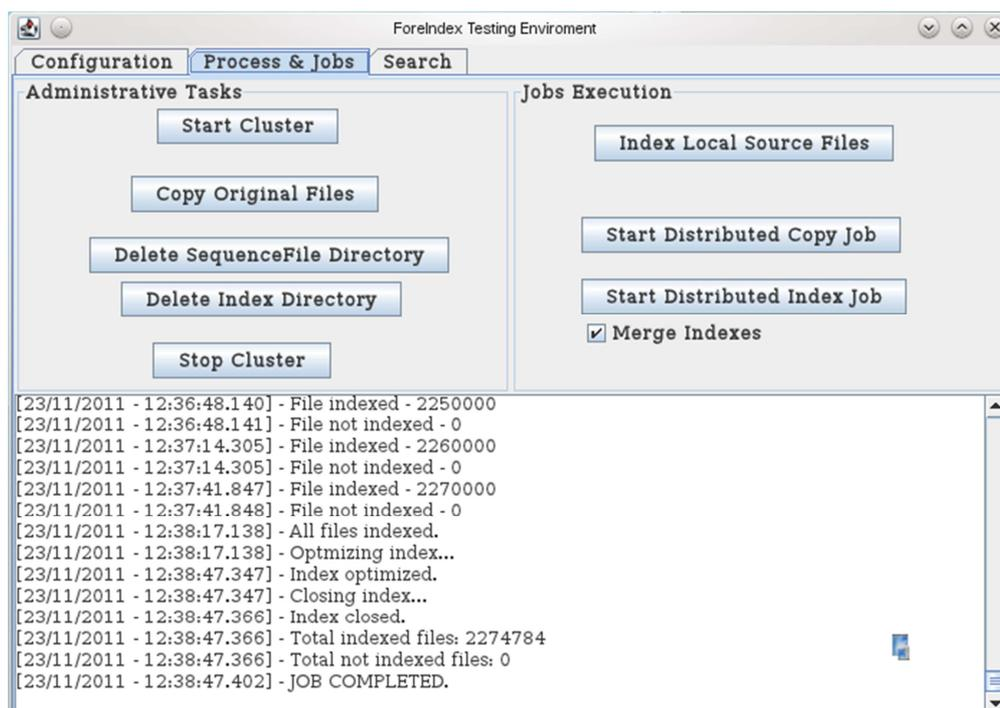 ForeIndex Testing Enviroment
Configuration
Process & Jobs
Search
Administrative Tasks
Start Cluster
Copy Original Files
Delete SequenceFile Directory
Delete Index Directory
Stop Cluster
Jobs Execution
Index Local Source Files
Start Distributed Copy Job
Start Distributed Index Job
Merge Indexes
[23/11/2011 - 12:36:48.140] - File indexed - 2250000
[23/11/2011 - 12:36:48.141] - File not indexed - 0
[23/11/2011 - 12:37:14.305] - File indexed - 2260000
[23/11/2011 - 12:37:14.305] - File not indexed - 0
[23/11/2011 - 12:37:41.847] - File indexed - 2270000
[23/11/2011 - 12:37:41.848] - File not indexed - 0
[23/11/2011 - 12:38:17.138] - All files indexed.
[23/11/2011 - 12:38:17.138] - Optmizing index...
[23/11/2011 - 12:38:47.347] - Index optimized.
[23/11/2011 - 12:38:47.347] - Closing index...
[23/11/2011 - 12:38:47.366] - Index closed.
[23/11/2011 - 12:38:47.366] - Total indexed files: 2274784
[23/11/2011 - 12:38:47.366] - Total not indexed files: 0
[23/11/2011 - 12:38:47.402] - JOB COMPLETED.